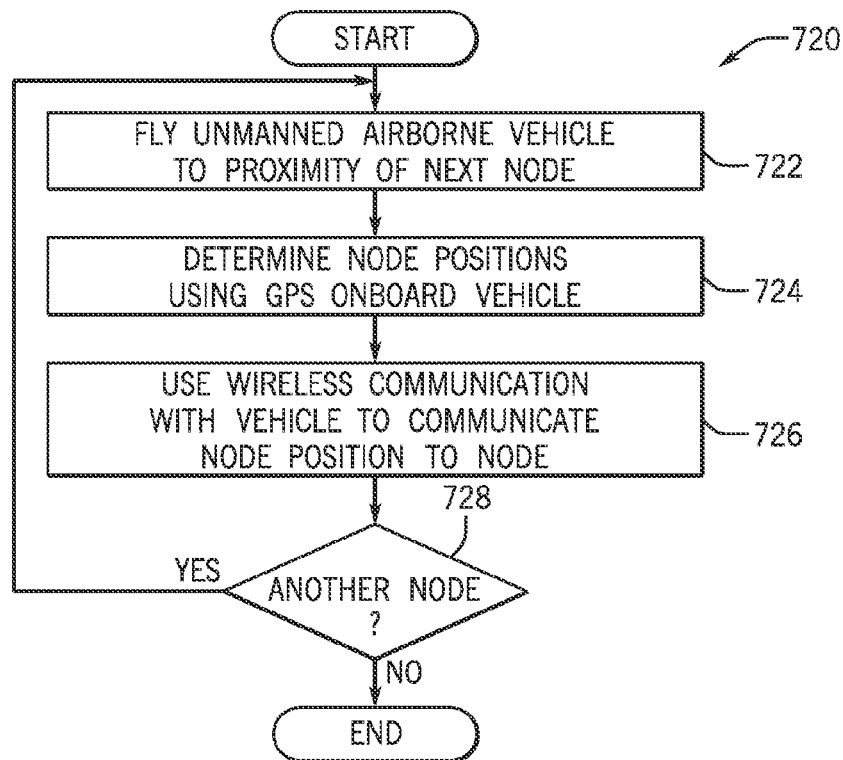 START
720
FLY UNMANNED AIRBORNE VEHICLE
TO PROXIMITY OF NEXT NODE
722
DETERMINE NODE POSITIONS
USING GPS ONBOARD VEHICLE
724
USE WIRELESS COMMUNICATION
WITH VEHICLE TO COMMUNICATE
NODE POSITION TO NODE
726
728
YES
ANOTHER NODE
?
NO
END